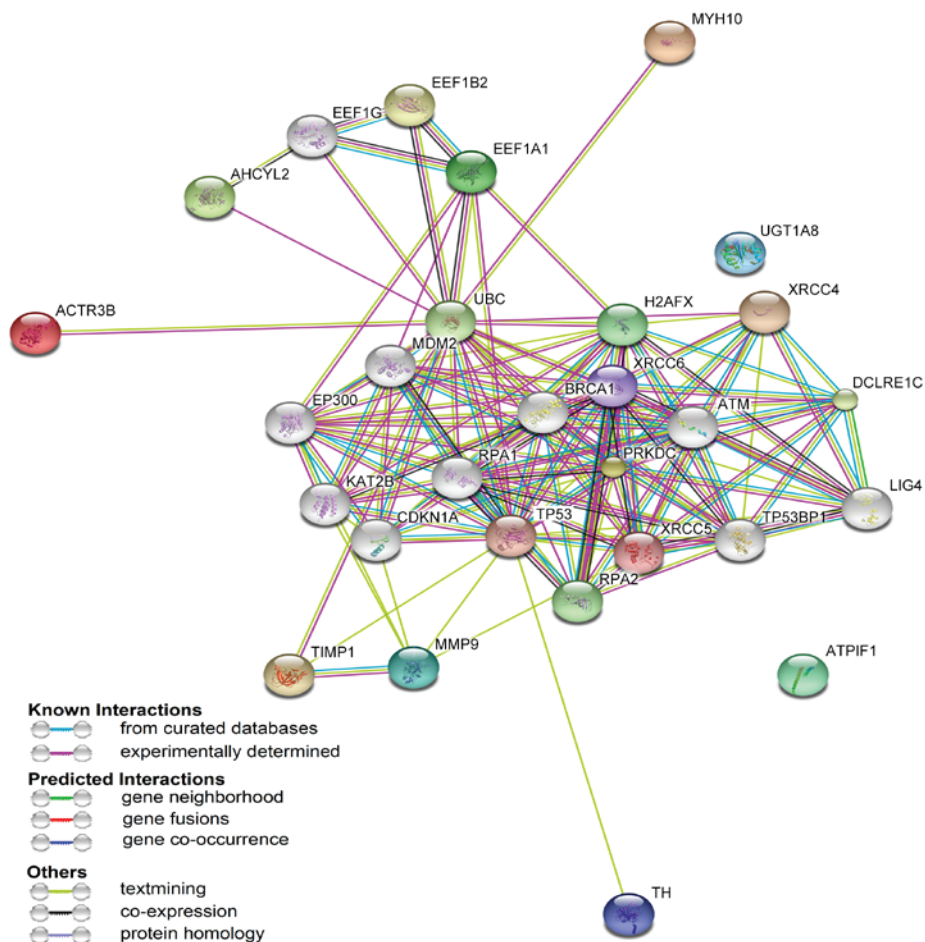 MYH10
EEF1B2
EEF1G
EEF1A1
AHCYL2
UGT1A8
ACTR3B
UBC
H2AFX
XRCC4
MDM2
XRCC6
DCLRE1C
EP300
BRCA1
ATM
RPA1
PRKDC
KAT2B
LIG4
CDKN1A
TP53
XRCC5
TP53BP1
RPA2
TIMP1
MMP9
ATPIF1
Known Interactions
from curated databases
experimentally determined
Predicted Interactions
gene neighborhood
gene fusions
gene co-occurrence
Others
textmining
co-expression
protein homology
TH